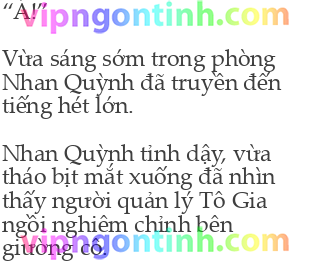 “À!”
vipngontinh.com
Vừa sáng sớm trong phòng
Nhan Quỳnh đã truyền đến
tiếng hét lớn.
Nhan Quỳnh tỉnh dậy, vừa
tháo bịt mắt xuống đã nhìn
thấy người quản lý Tô Gia
ngồi nghiêm chỉnh bên
giường cô.
vipngontinh.com